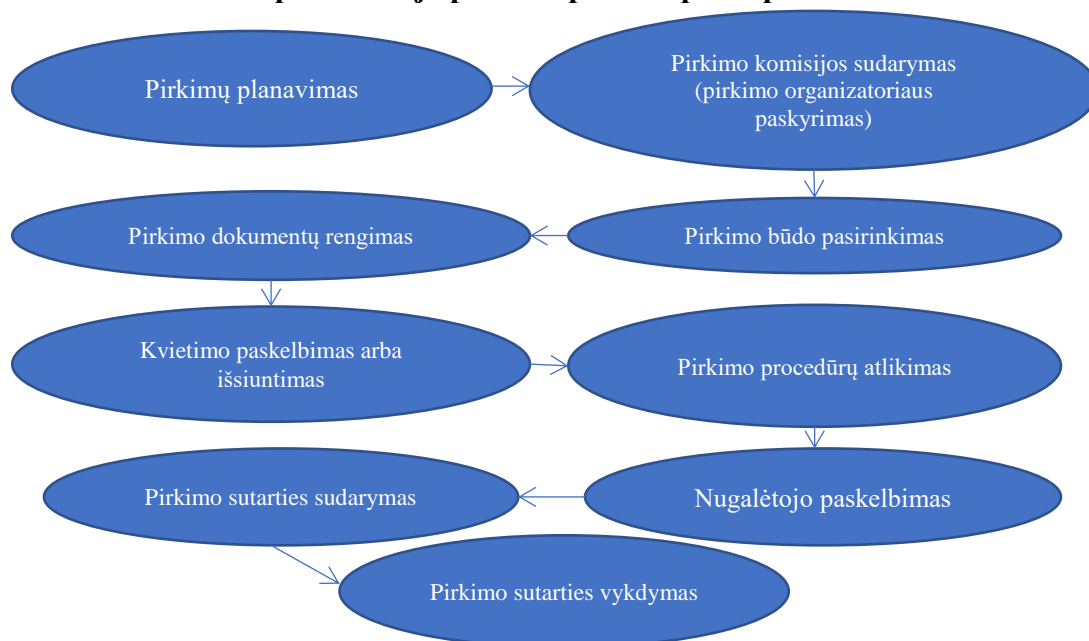 Pirkimų planavimas
Pirkimo komisijos sudarymas
(pirkimo organizatoriaus
paskyrimas)
Pirkimo būdo pasirinkimas
Pirkimo dokumentų rengimas
Kvietimo paskelbimas arba
išsiuntimas
Pirkimo procedūrų atlikimas
Nugalėtojo paskelbimas
Pirkimo sutarties sudarymas
Pirkimo sutarties vykdymas